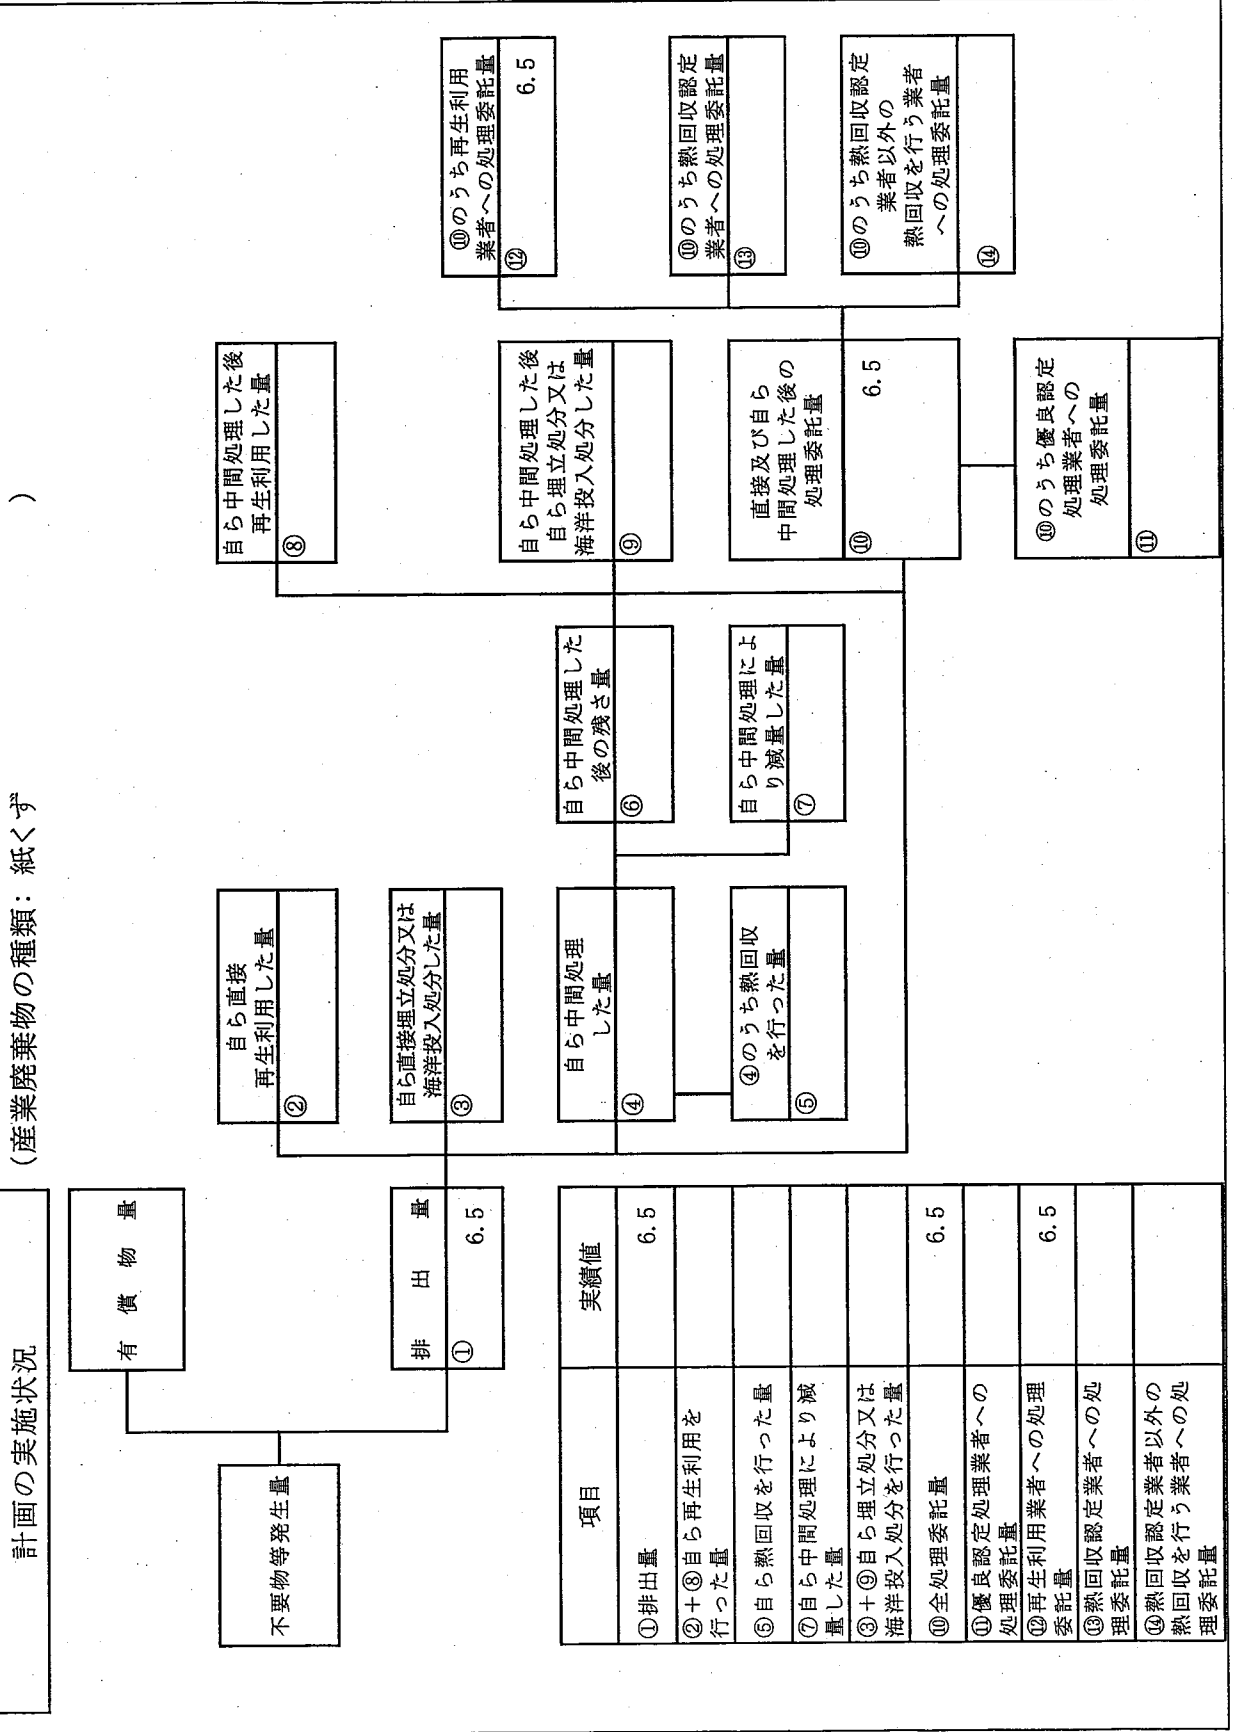 計画の実施状況
(産業廃棄物の種類: 紙くず )
有償物量
不要物等発生量
排出量
① 6.5
自ら直接
再生利用した量
②
自ら直接埋立処分又は
海洋投入処分した量
③
自ら中間処理
した量
④
④のうち熱回収
を行った量
⑤
自ら中間処理した
後の残さ量
⑥
自ら中間処理によ
り減量した量
⑦
自ら中間処理した後
再生利用した量
⑧
自ら中間処理した後
自ら埋立処分又は
海洋投入処分した量
⑨
直接及び自ら
中間処理した後の
処理委託量
⑩ 6.5
⑩のうち優良認定
処理業者への
処理委託量
⑪
⑩のうち再生利用
業者への処理委託量
⑫ 6.5
⑩のうち熱回収認定
業者への処理委託量
⑬
⑩のうち熱回収認定
業者以外の
熱回収を行う業者
への処理委託量
⑭
項目 実績値
①排出量 6.5
②+⑧自ら再生利用を
行った量
⑤自ら熱回収を行った量
⑦自ら中間処理により減
量した量
③+⑨自ら埋立処分又は
海洋投入処分を行った量
⑩全処理委託量 6.5
⑪優良認定処理業者への
処理委託量
⑫再生利用業者への処理
委託量 6.5
⑬熱回収認定業者への処
理委託量
⑭熱回収認定業者以外の
熱回収を行う業者への処
理委託量